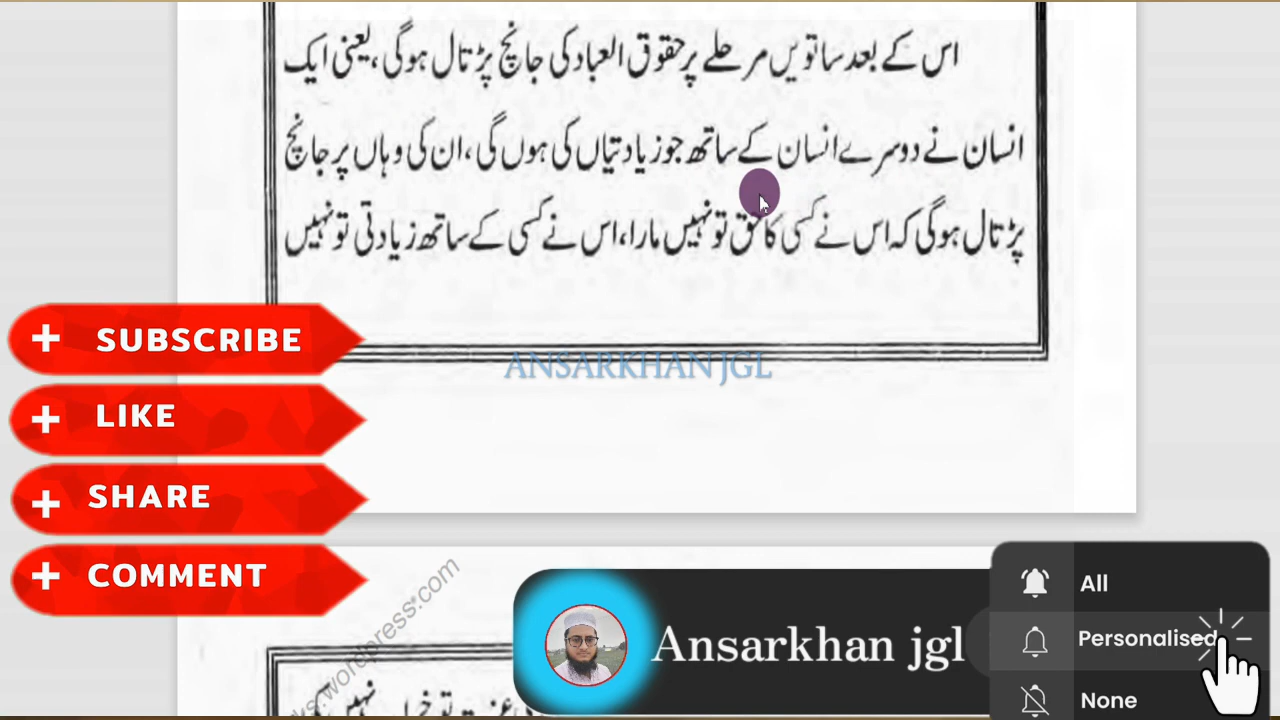 اس کے بعد ساتویں مرحلے پر حقوق العباد کی جانچ پڑتال ہوگی، یعنی ایک
انسان نے دوسرے انسان کے ساتھ جو زیادتیاں کی ہوں گی، ان کی وہاں پر جانچ
پڑتال ہوگی کہ اس نے کسی کا حق تو نہیں مارا، اس نے کسی کے ساتھ زیادتی تو نہیں
ANSARKHAN JGL
+ SUBSCRIBE
+ LIKE
+ SHARE
+ COMMENT
ks.wordpress.com
Ansarkhan jgl
All
Personalised
None